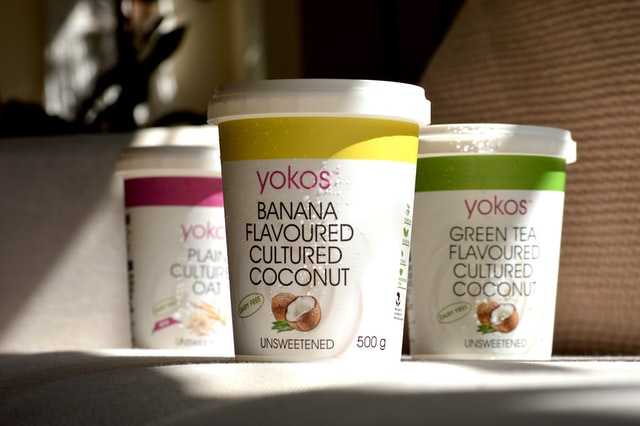 yokos
BANANA
FLAVOURED
CULTURED
COCONUT
DAIRY FREE
UNSWEETENED
500 g
yokos
PLAIN
CULTURED
OAT
yokos
GREEN TEA
FLAVOURED
CULTURED
COCONUT
DAIRY FREE
UNSWEETENED